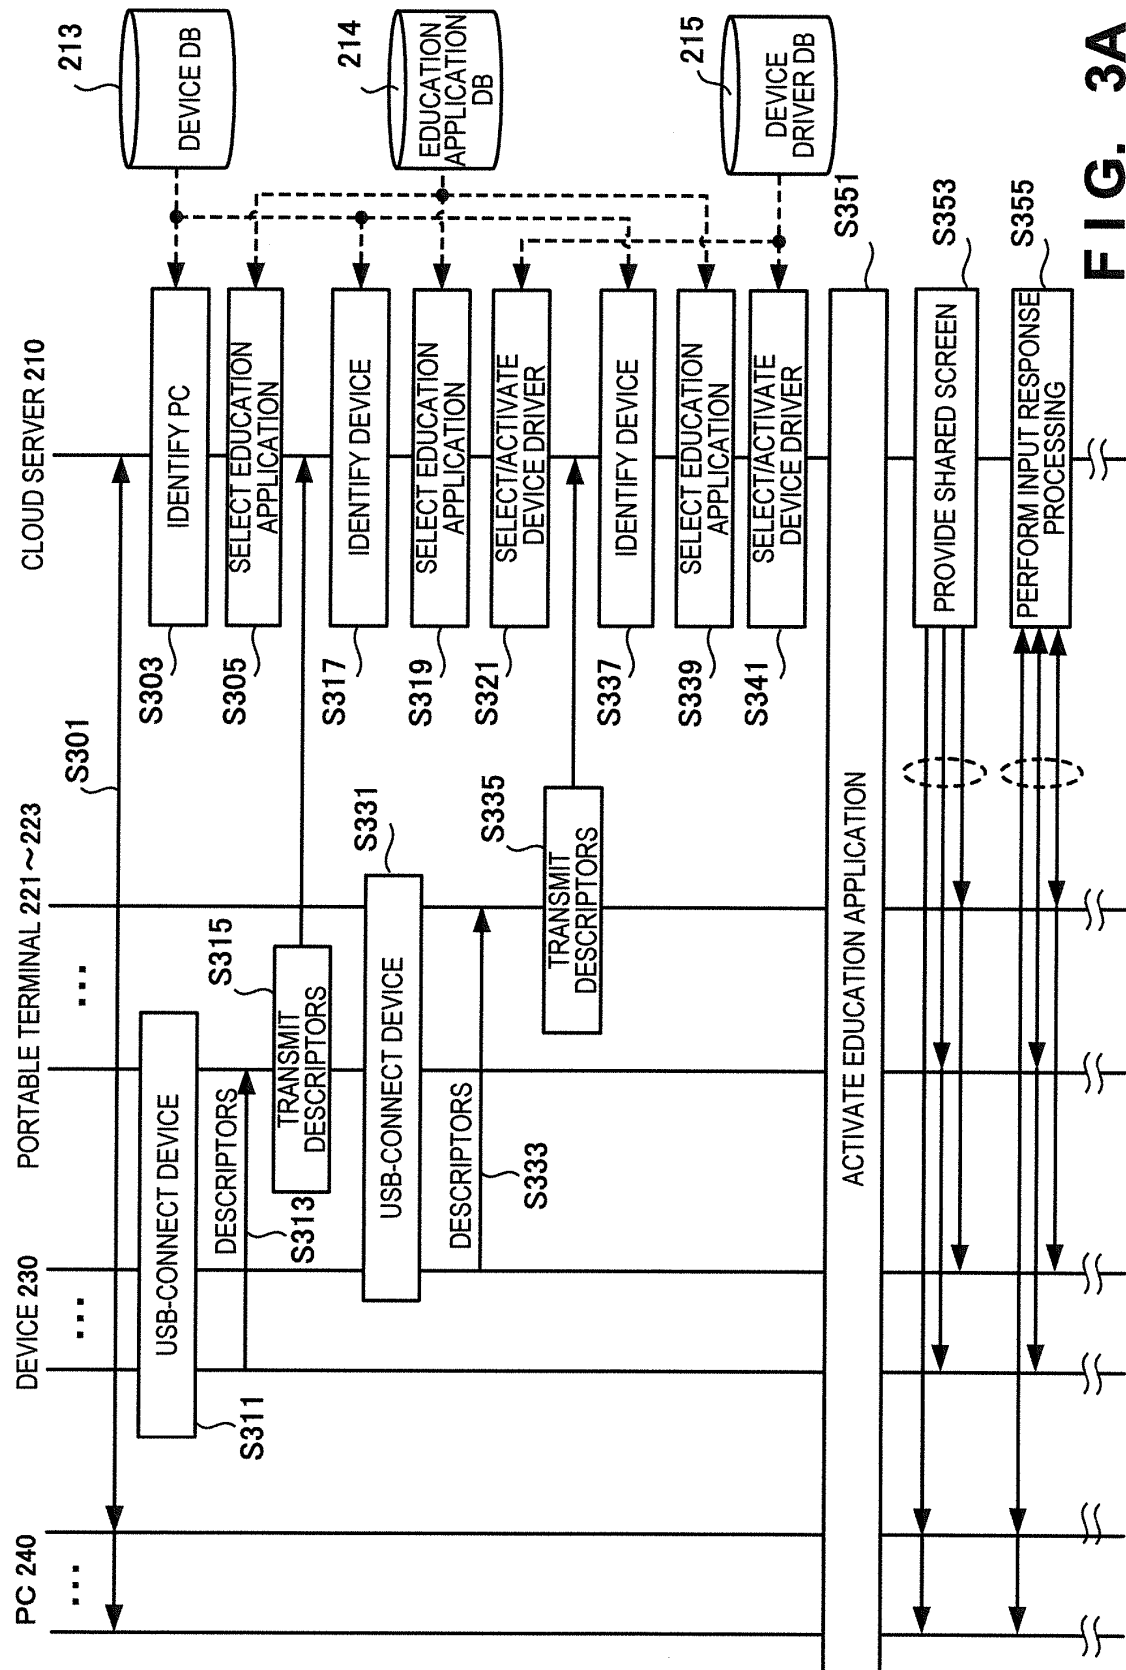 PC 240
DEVICE 230
PORTABLE TERMINAL 221~223
CLOUD SERVER 210
...
...
...
S301
213
DEVICE DB
214
EDUCATION
APPLICATION
DB
215
DEVICE
DRIVER DB
S303
IDENTIFY PC
S305
SELECT EDUCATION
APPLICATION
S311
USB-CONNECT DEVICE
DESCRIPTORS
S313
S315
TRANSMIT
DESCRIPTORS
S317
IDENTIFY DEVICE
S319
SELECT EDUCATION
APPLICATION
S321
SELECT/ACTIVATE
DEVICE DRIVER
S331
USB-CONNECT DEVICE
DESCRIPTORS
S333
S335
TRANSMIT
DESCRIPTORS
S337
IDENTIFY DEVICE
S339
SELECT EDUCATION
APPLICATION
S341
SELECT/ACTIVATE
DEVICE DRIVER
S351
ACTIVATE EDUCATION APPLICATION
S353
PROVIDE SHARED SCREEN
S355
PERFORM INPUT RESPONSE
PROCESSING
FIG. 3A